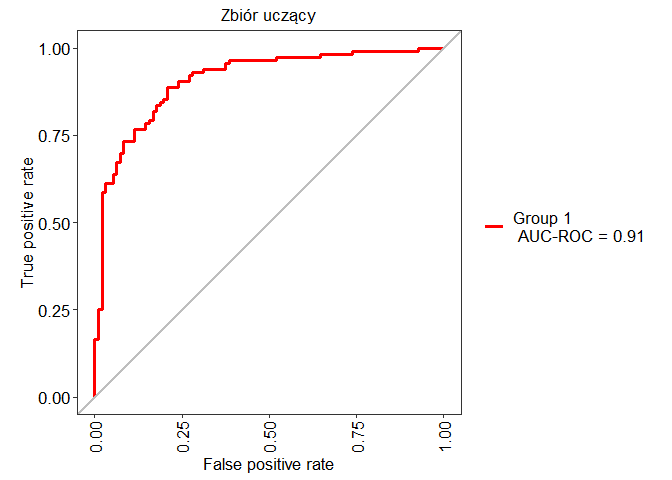 Zbiór uczący
True positive rate
1.00
0.75
0.50
0.25
0.00
0.00
0.25
0.50
0.75
1.00
False positive rate
Group 1
AUC-ROC = 0.91